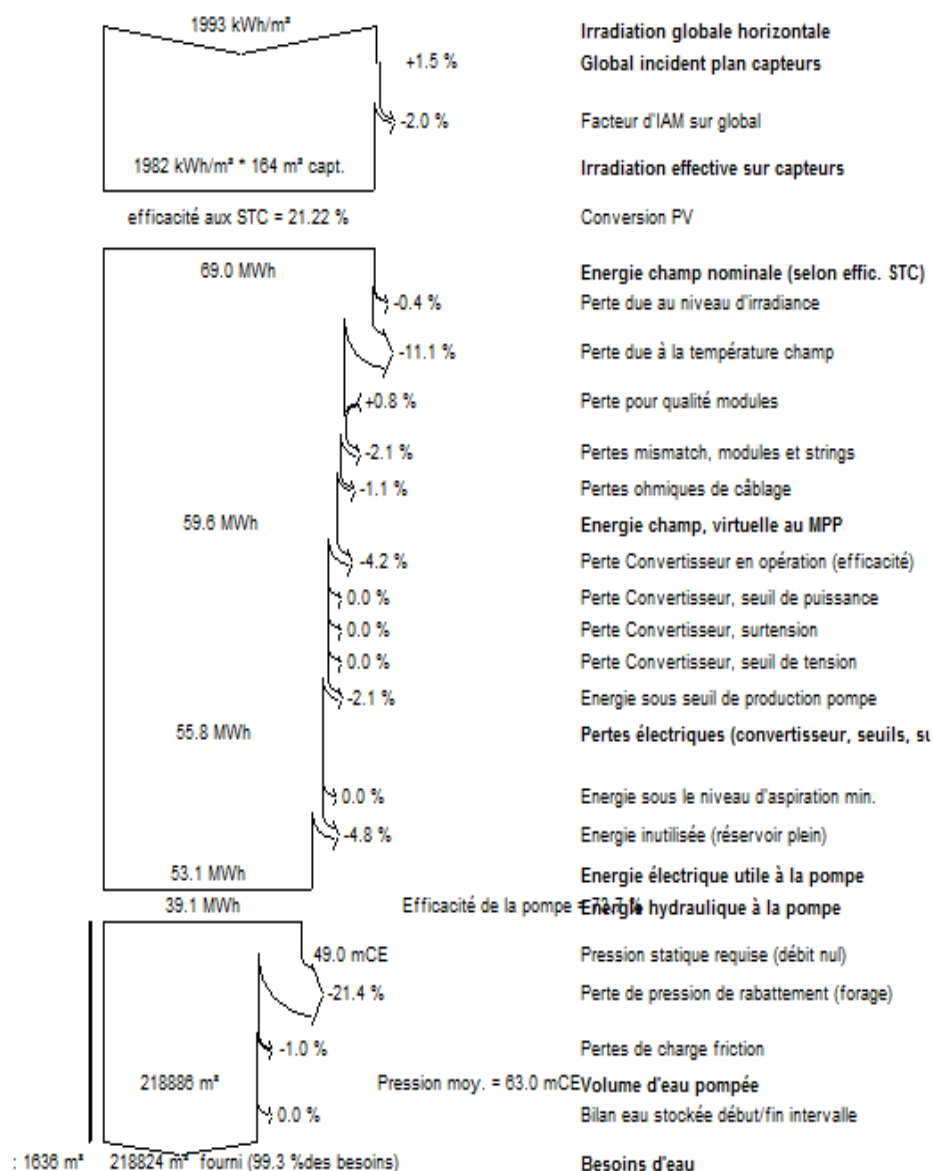 1993 kWh/m² Irradiation globale horizontale
+1.5 % Global incident plan capteurs
-2.0 % Facteur d'IAM sur global
1982 kWh/m² * 164 m² capt. Irradiation effective sur capteurs
efficacité aux STC = 21.22 % Conversion PV
69.0 MWh Energie champ nominale (selon effic. STC)
-0.4 % Perte due au niveau d'irradiance
-11.1 % Perte due à la température champ
+0.8 % Perte pour qualité modules
-2.1 % Pertes mismatch, modules et strings
-1.1 % Pertes ohmiques de câblage
59.6 MWh Energie champ, virtuelle au MPP
-4.2 % Perte Convertisseur en opération (efficacité)
0.0 % Perte Convertisseur, seuil de puissance
0.0 % Perte Convertisseur, surtension
0.0 % Perte Convertisseur, seuil de tension
-2.1 % Energie sous seuil de production pompe
55.8 MWh Pertes électriques (convertisseur, seuils, su
0.0 % Energie sous le niveau d'aspiration min.
-4.8 % Energie inutilisée (réservoir plein)
53.1 MWh Energie électrique utile à la pompe
39.1 MWh Efficacité de la pompe = Energie hydraulique à la pompe
49.0 mCE Pression statique requise (débit nul)
-21.4 % Perte de pression de rabattement (forage)
-1.0 % Pertes de charge friction
218886 m³ Pression moy. = 63.0 mCE Volume d'eau pompée
0.0 % Bilan eau stockée début/fin intervalle
: 1636 m³ 218824 m³ fourni (99.3 %des besoins) Besoins d'eau